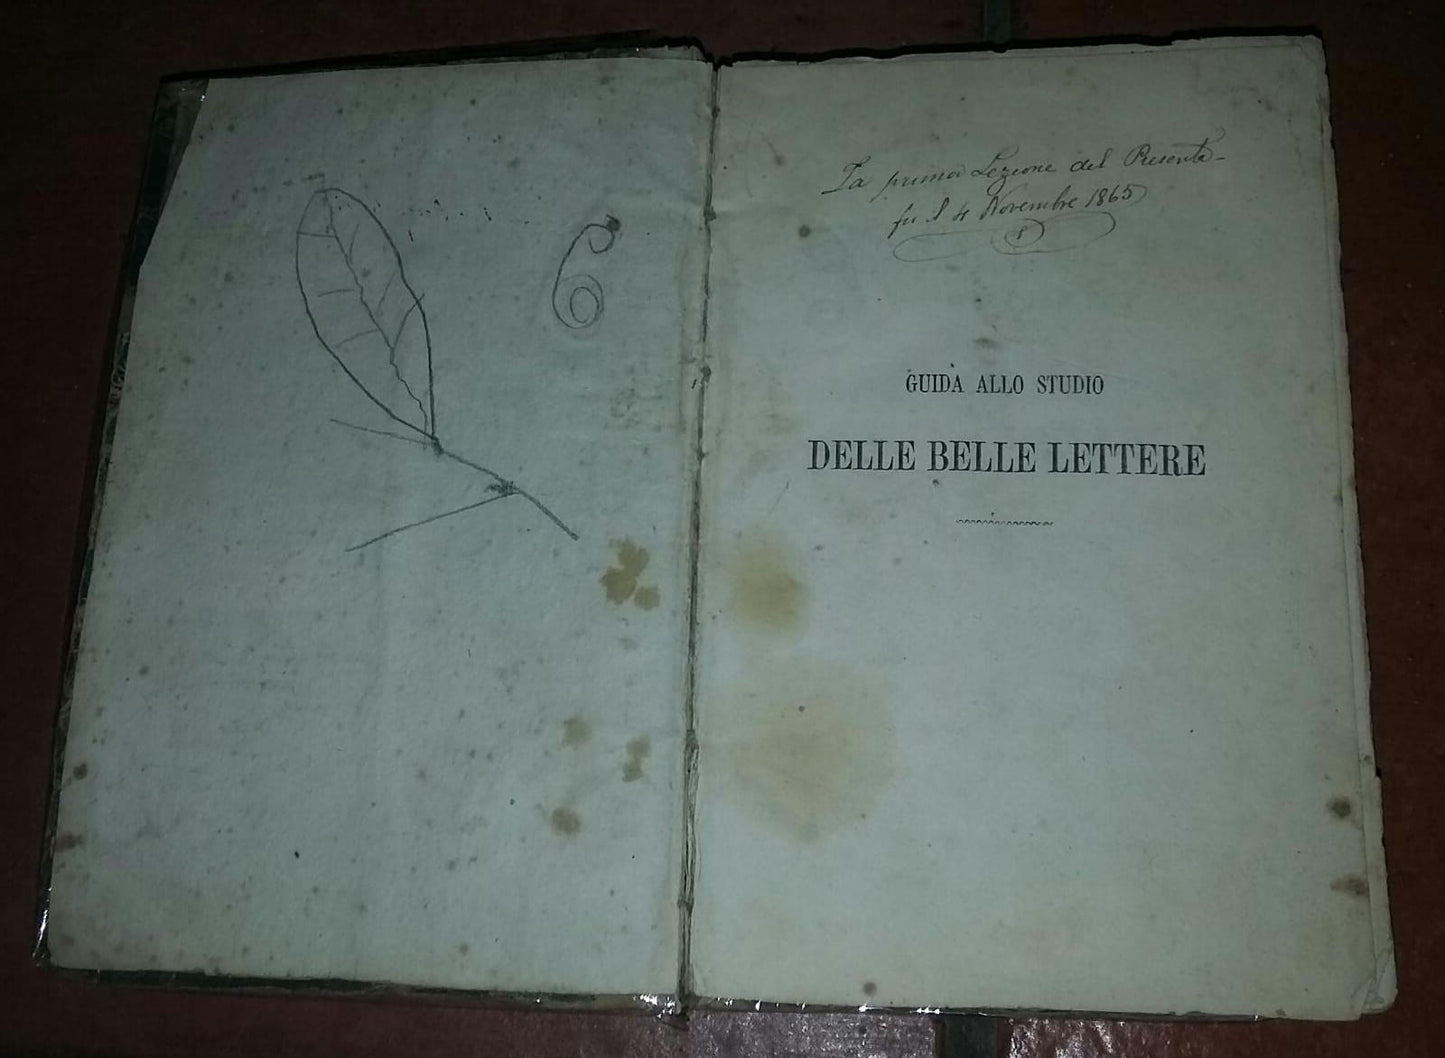 6
La prima Lezione del Presente
fu il 4 Novembre 1865
GUIDA ALLO STUDIO
DELLE BELLE LETTERE